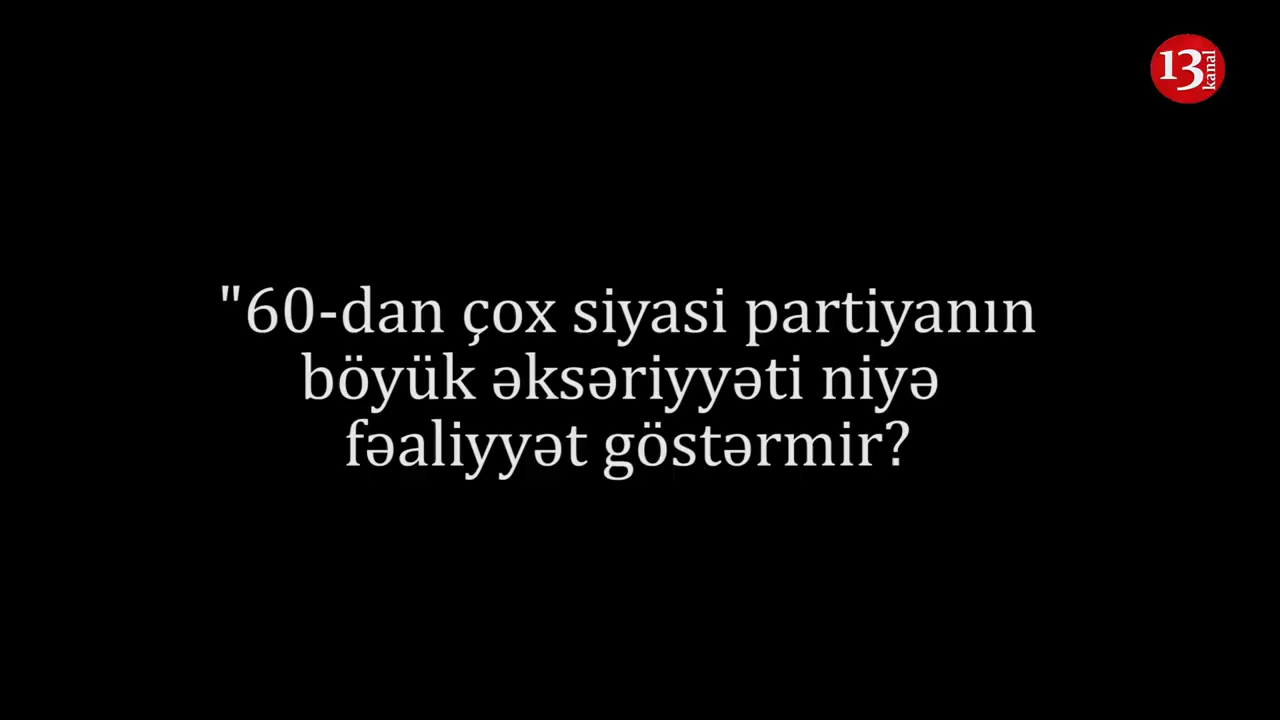 13 kanal
"60-dan çox siyasi partiyanın
böyük əksəriyyəti niyə
fəaliyyət göstərmir?